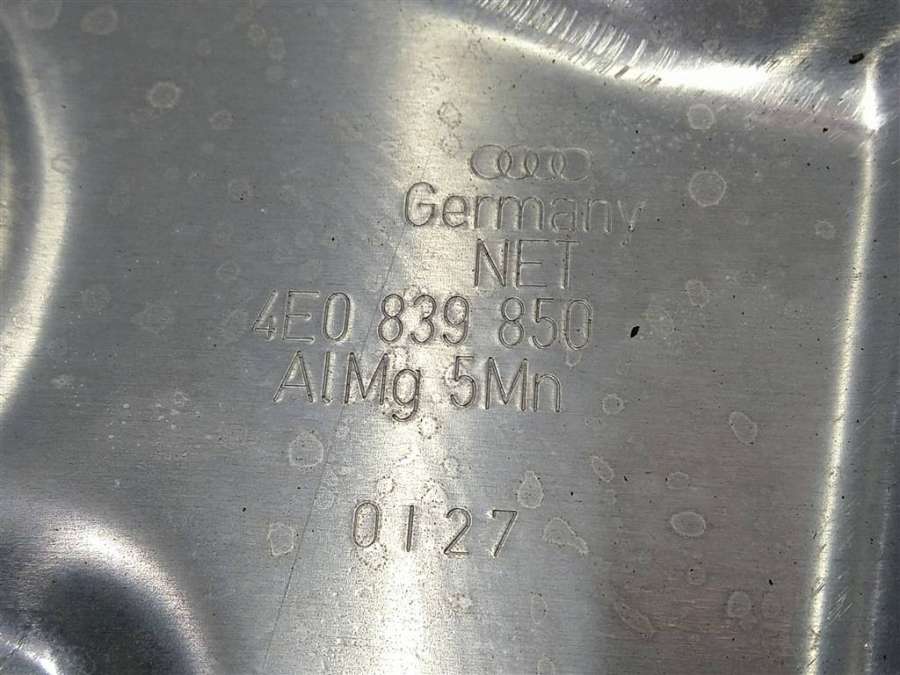 Germany
NET
4E0 839 850
AlMg 5Mn
0127